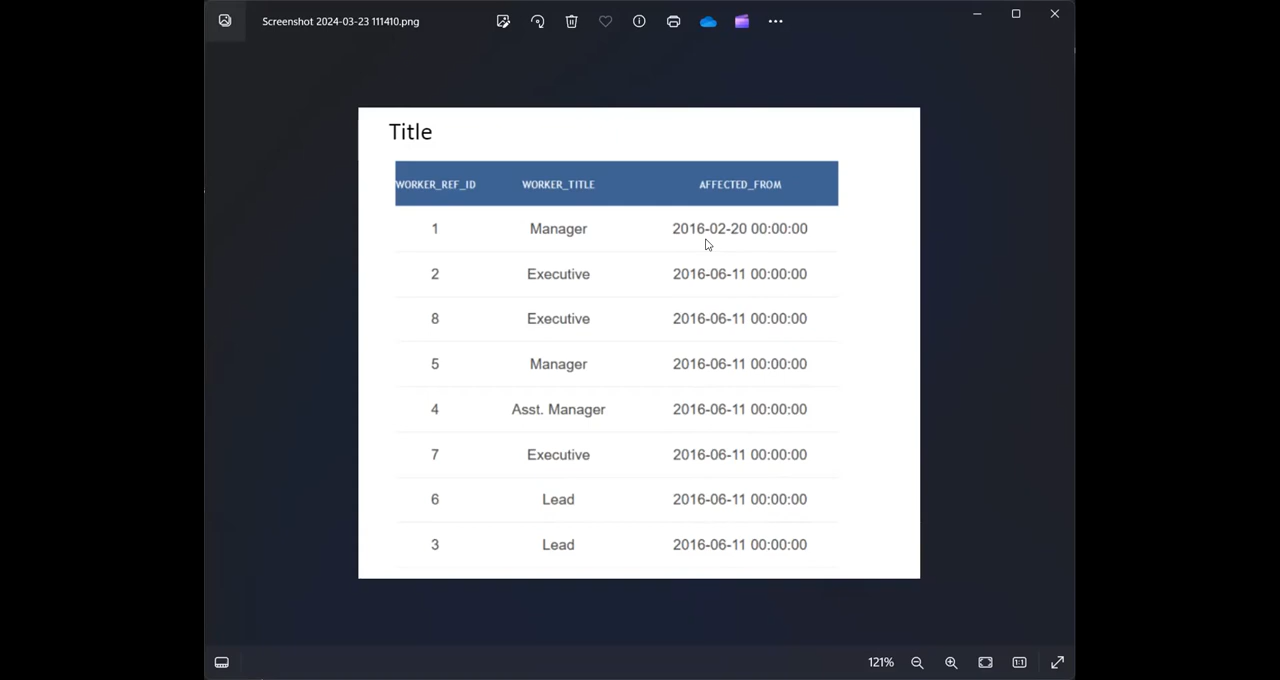 Screenshot 2024-03-23 111410.png
Title
WORKER_REF_ID WORKER_TITLE AFFECTED_FROM
1 Manager 2016-02-20 00:00:00
2 Executive 2016-06-11 00:00:00
8 Executive 2016-06-11 00:00:00
5 Manager 2016-06-11 00:00:00
4 Asst. Manager 2016-06-11 00:00:00
7 Executive 2016-06-11 00:00:00
6 Lead 2016-06-11 00:00:00
3 Lead 2016-06-11 00:00:00
121% 1:1